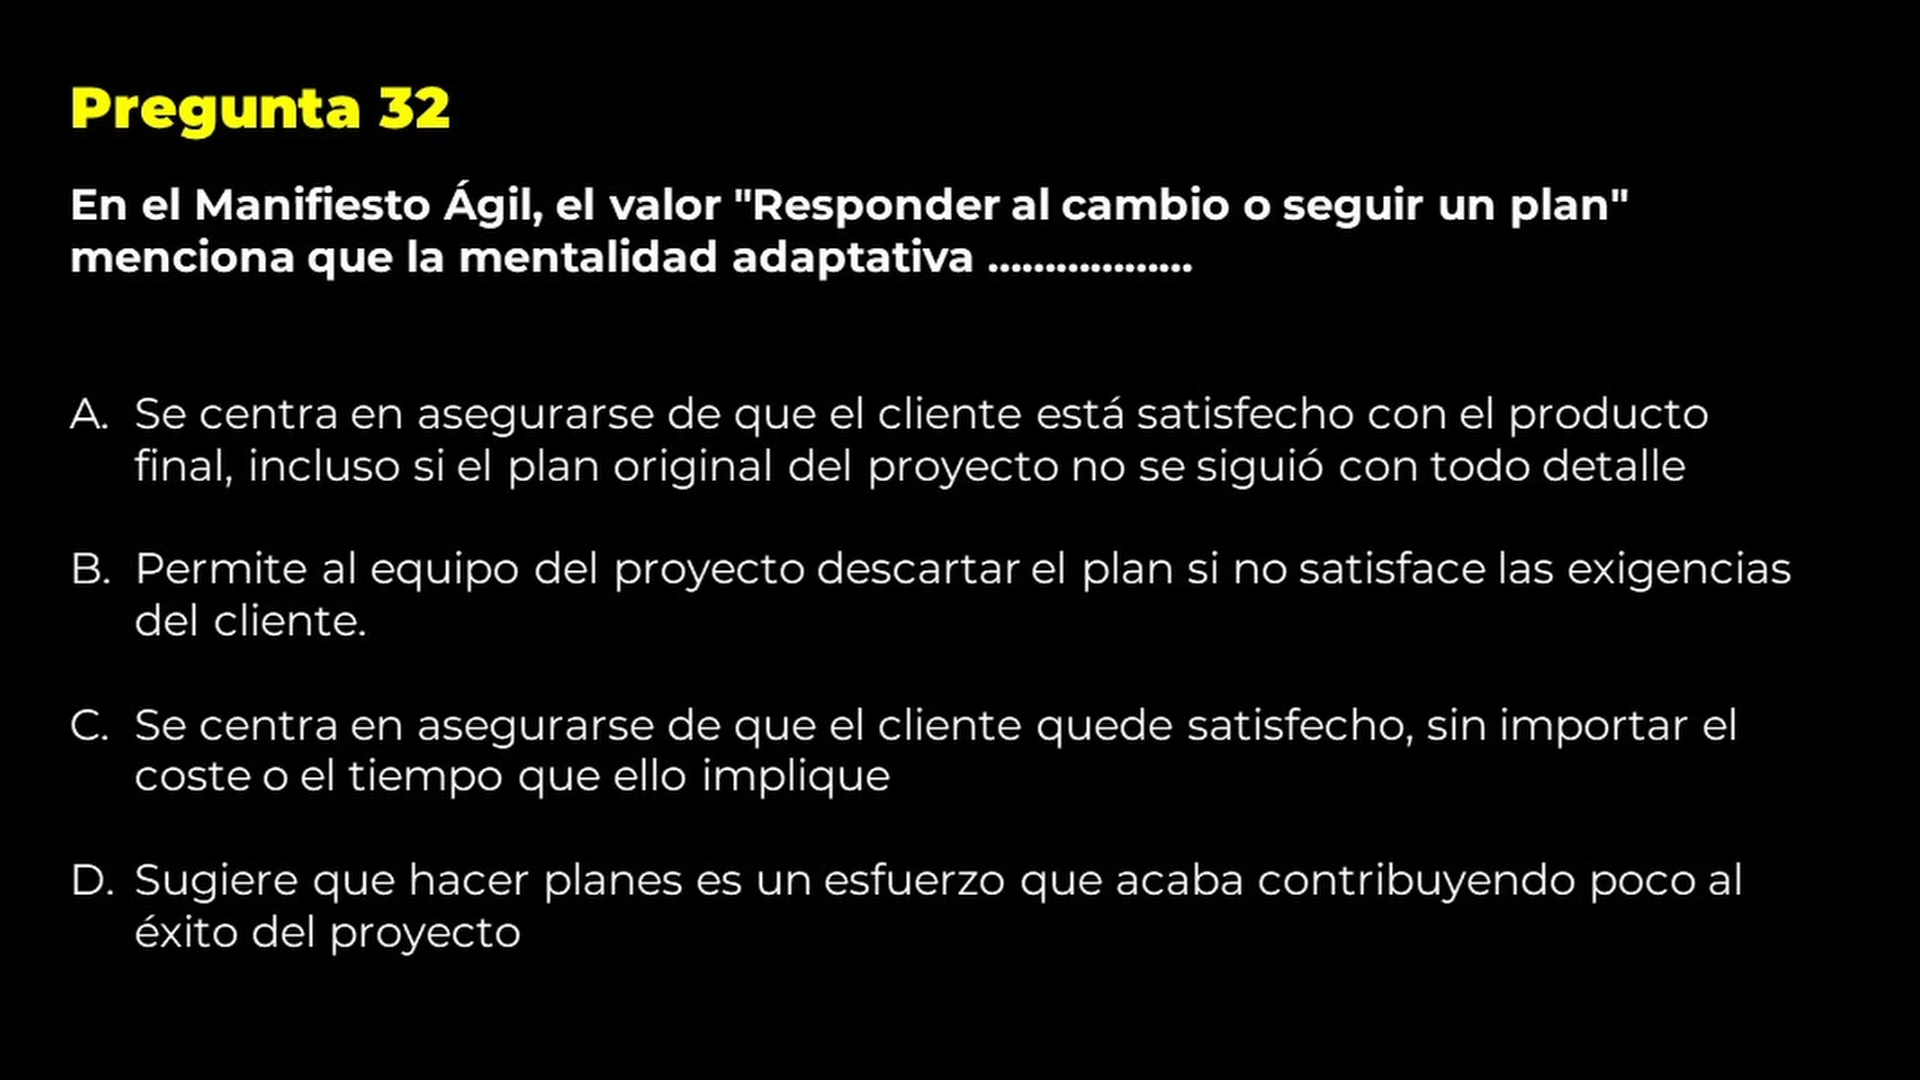 Pregunta 32
En el Manifiesto Ágil, el valor "Responder al cambio o seguir un plan"
menciona que la mentalidad adaptativa ..................
A. Se centra en asegurarse de que el cliente está satisfecho con el producto
final, incluso si el plan original del proyecto no se siguió con todo detalle
B. Permite al equipo del proyecto descartar el plan si no satisface las exigencias
del cliente.
C. Se centra en asegurarse de que el cliente quede satisfecho, sin importar el
coste o el tiempo que ello implique
D. Sugiere que hacer planes es un esfuerzo que acaba contribuyendo poco al
éxito del proyecto